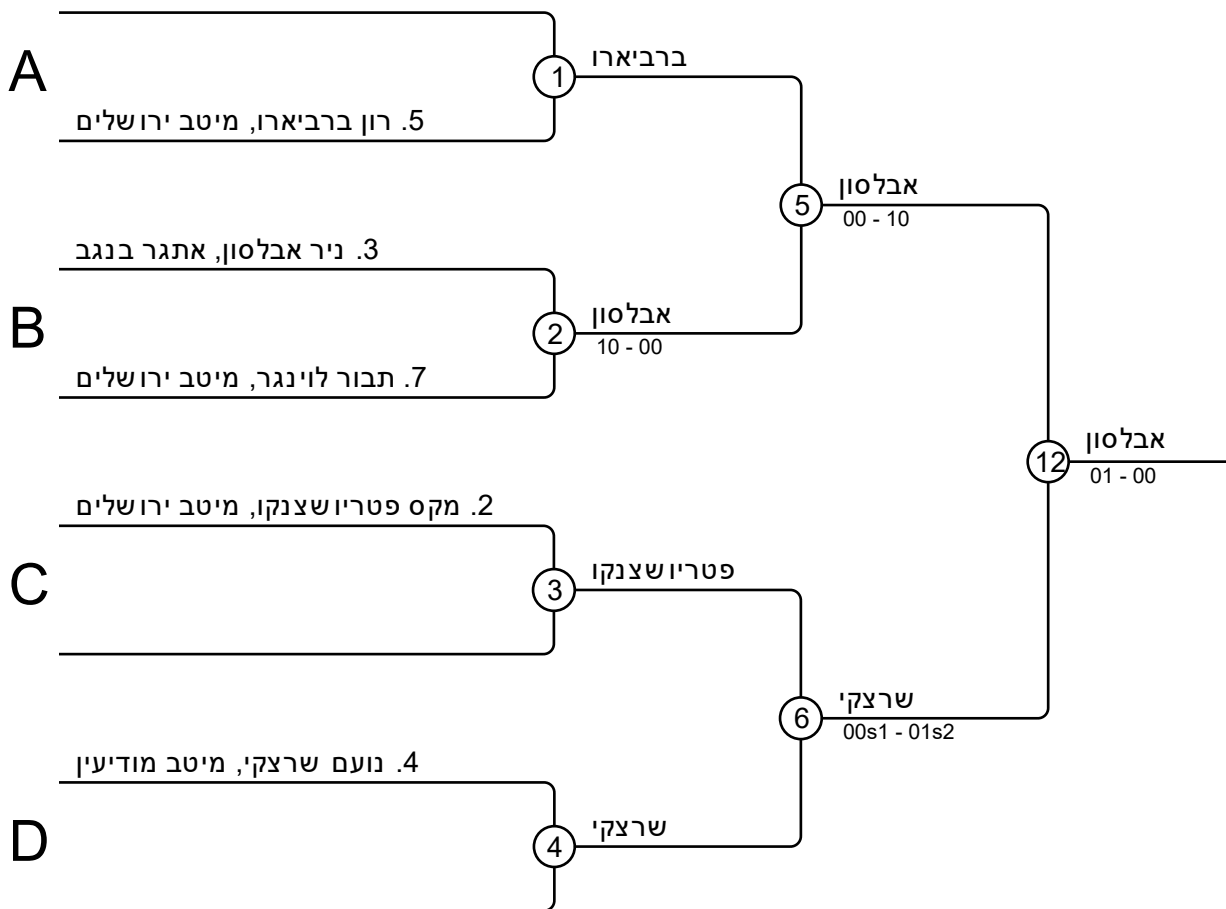 A
1
ברביארו
5. רון ברביארו, מיטב ירושלים
5
אבלסון
00 - 10
3. ניר אבלסון, אתגר בנגב
B
2
אבלסון
10 - 00
7. תבור לוינגר, מיטב ירושלים
12
אבלסון
01 - 00
2. מקס פטריושצנקו, מיטב ירושלים
C
3
פטריושצנקו
6
שרצקי
00s1 - 01s2
4. נועם שרצקי, מיטב מודיעין
D
4
שרצקי